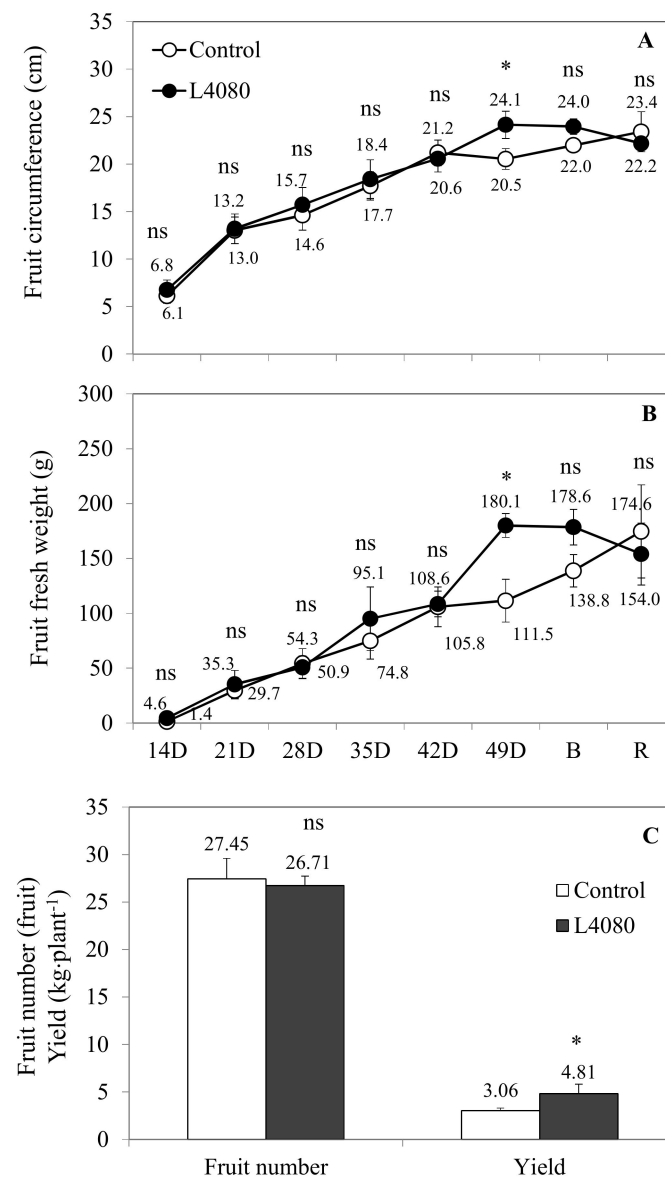 Fruit circumference (cm)
35
30
25
20
15
10
5
0
A
Control
L4080
ns
ns
ns
ns
ns
*
ns
ns
6.8
13.2
15.7
18.4
21.2
24.1
24.0
23.4
6.1
13.0
14.6
17.7
20.6
20.5
22.0
22.2
Fruit fresh weight (g)
300
250
200
150
100
50
0
B
ns
ns
ns
ns
ns
*
ns
ns
4.6
35.3
54.3
95.1
108.6
180.1
178.6
174.6
1.4
29.7
50.9
74.8
105.8
111.5
138.8
154.0
14D 21D 28D 35D 42D 49D B R
Fruit number (fruit)
Yield (kg·plant⁻¹)
35
30
25
20
15
10
5
0
C
Control
L4080
ns
27.45
26.71
*
3.06
4.81
Fruit number Yield